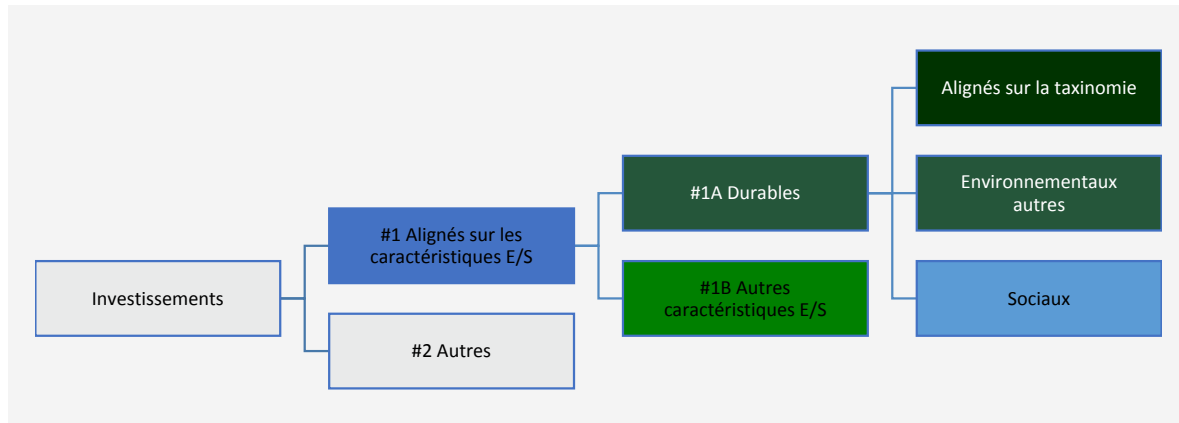 Investissements
#1 Alignés sur les
caractéristiques E/S
#2 Autres
#1A Durables
#1B Autres
caractéristiques E/S
Alignés sur la taxinomie
Environnementaux
autres
Sociaux